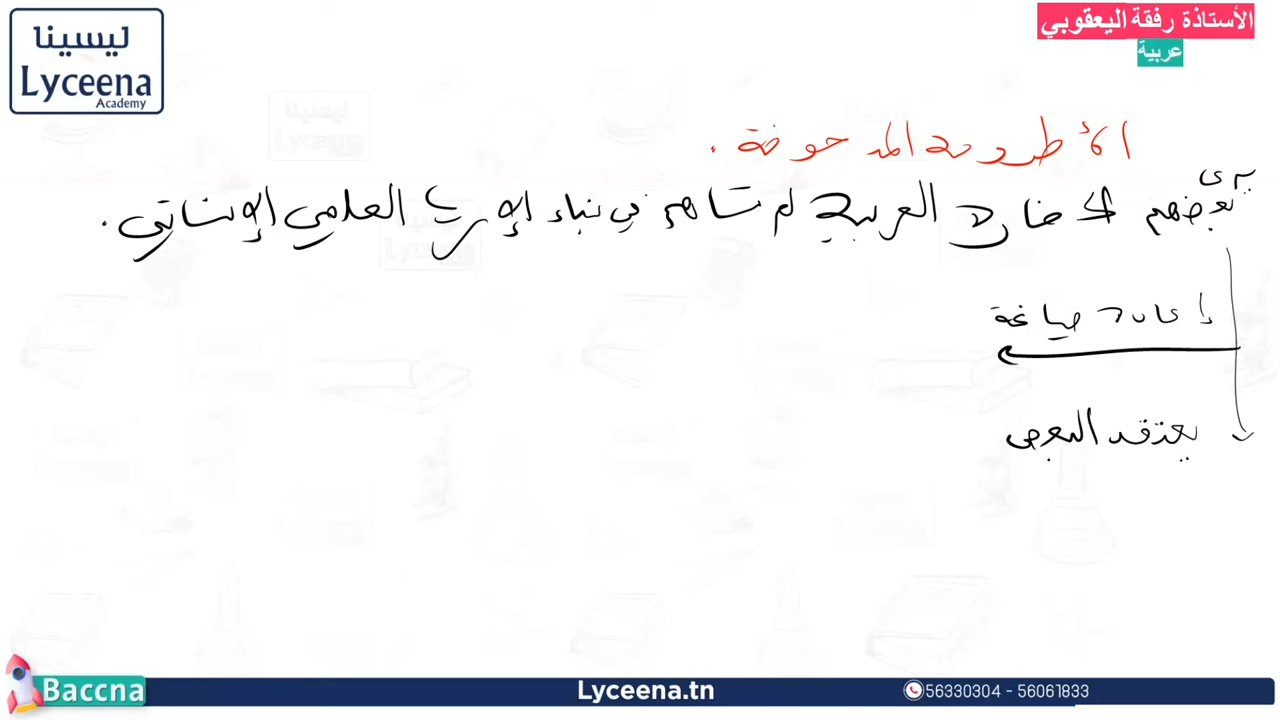 ليسينا
Lyceena
Academy
الأستاذة رفقة اليعقوبي
عربية
الأطروحة المدحوضة.
يرى
بعضهم الحضارة العربية لم تساهم في بناء الإرث العلمي الإنساني.
إعادة صياغة
يعتقد البعض
Baccna
Lyceena.tn
56330304 - 56061833